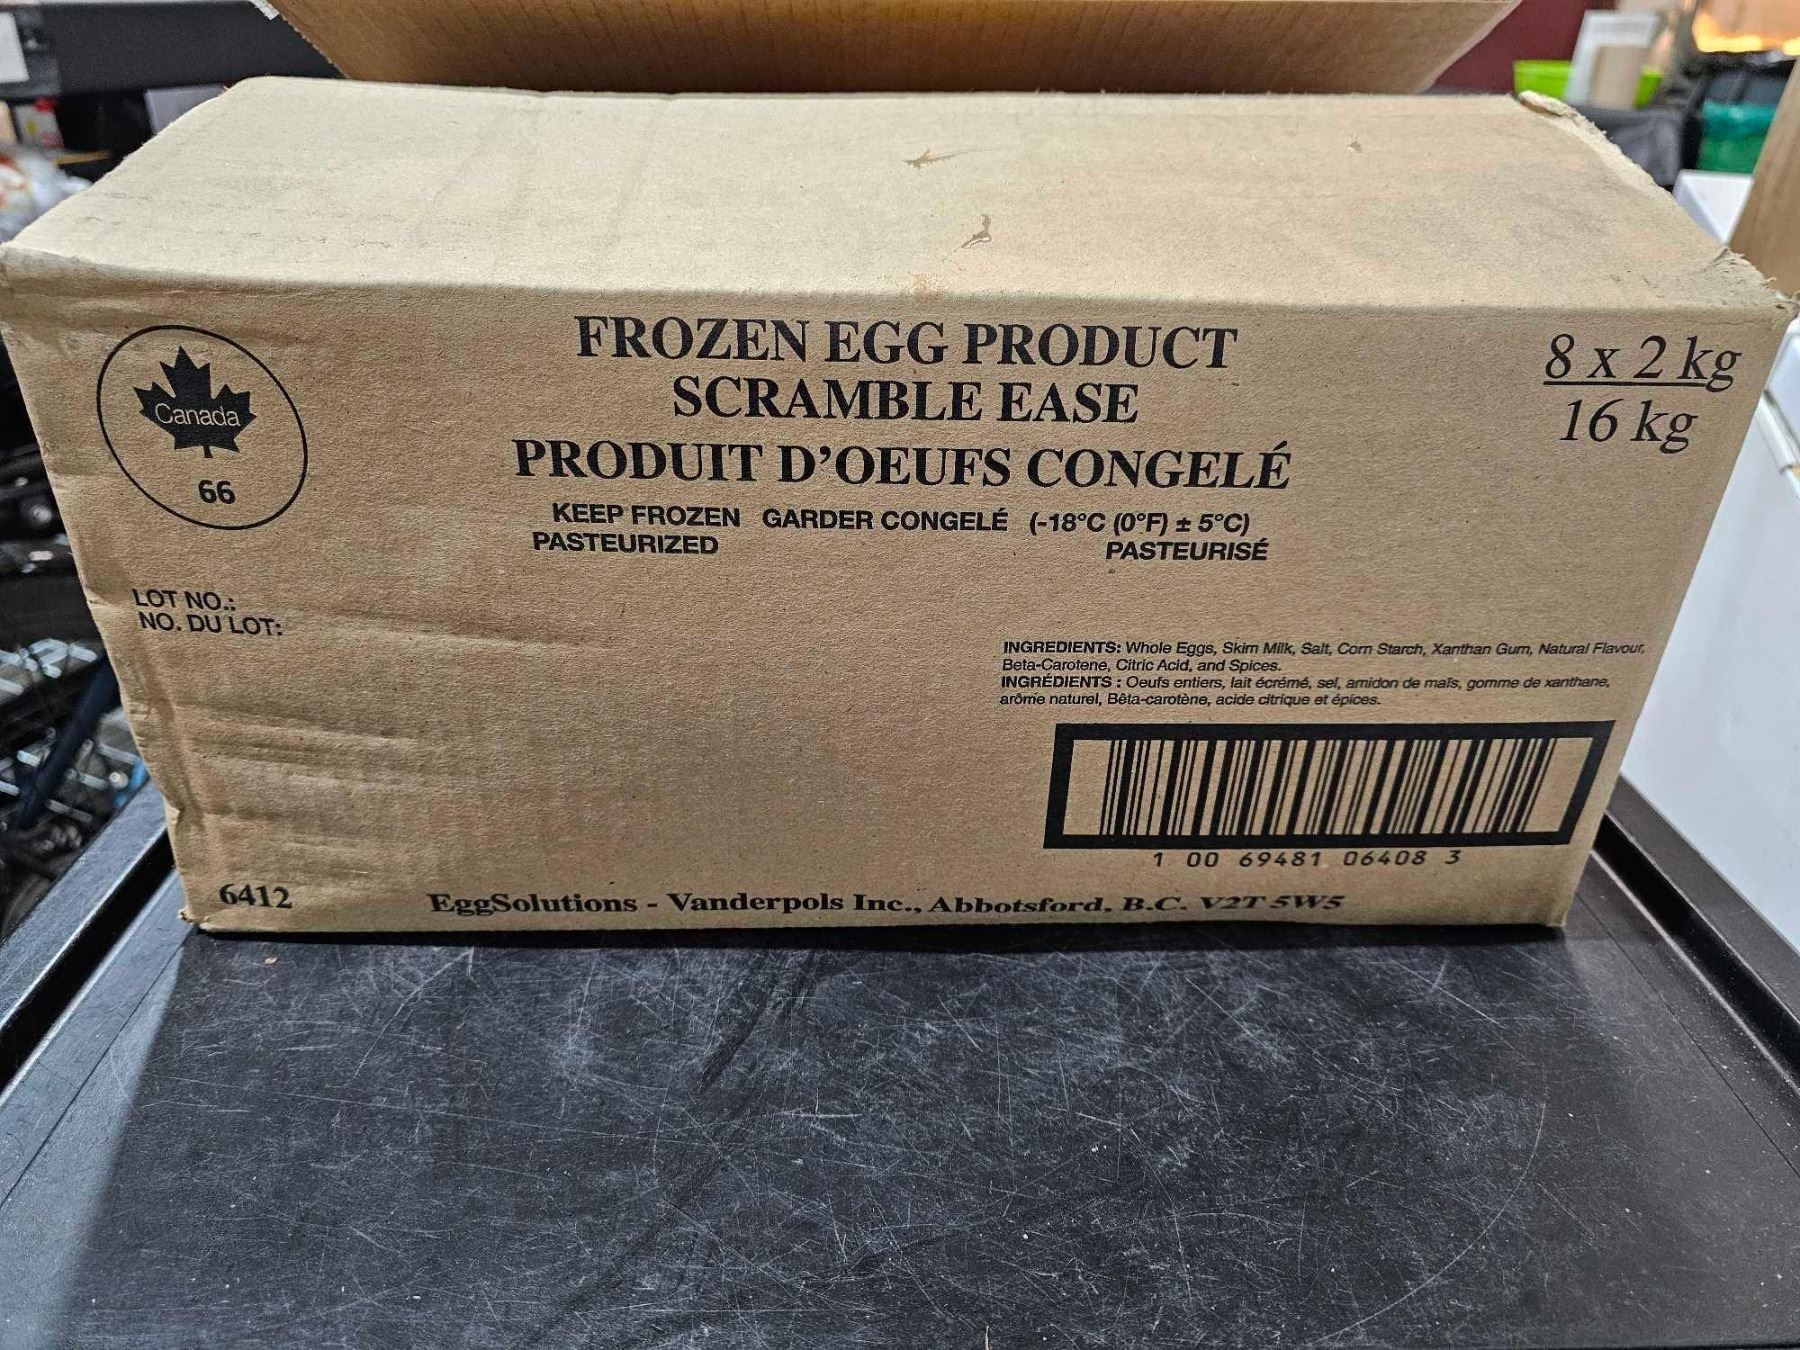 FROZEN EGG PRODUCT
SCRAMBLE EASE
PRODUIT D'OEUFS CONGELÉ
KEEP FROZEN GARDER CONGELÉ (-18°C (0°F) ± 5°C)
PASTEURIZED PASTEURISÉ
8 x 2 kg
16 kg
Canada
66
LOT NO.:
NO. DU LOT:
INGREDIENTS: Whole Eggs, Skim Milk, Salt, Corn Starch, Xanthan Gum, Natural Flavour,
Beta-Carotene, Citric Acid, and Spices.
INGRÉDIENTS : Oeufs entiers, lait écrémé, sel, amidon de maïs, gomme de xanthane,
arôme naturel, Bêta-carotène, acide citrique et épices.
1 00 69481 06408 3
6412
EggSolutions - Vanderpols Inc., Abbotsford, B.C. V2T 5W5